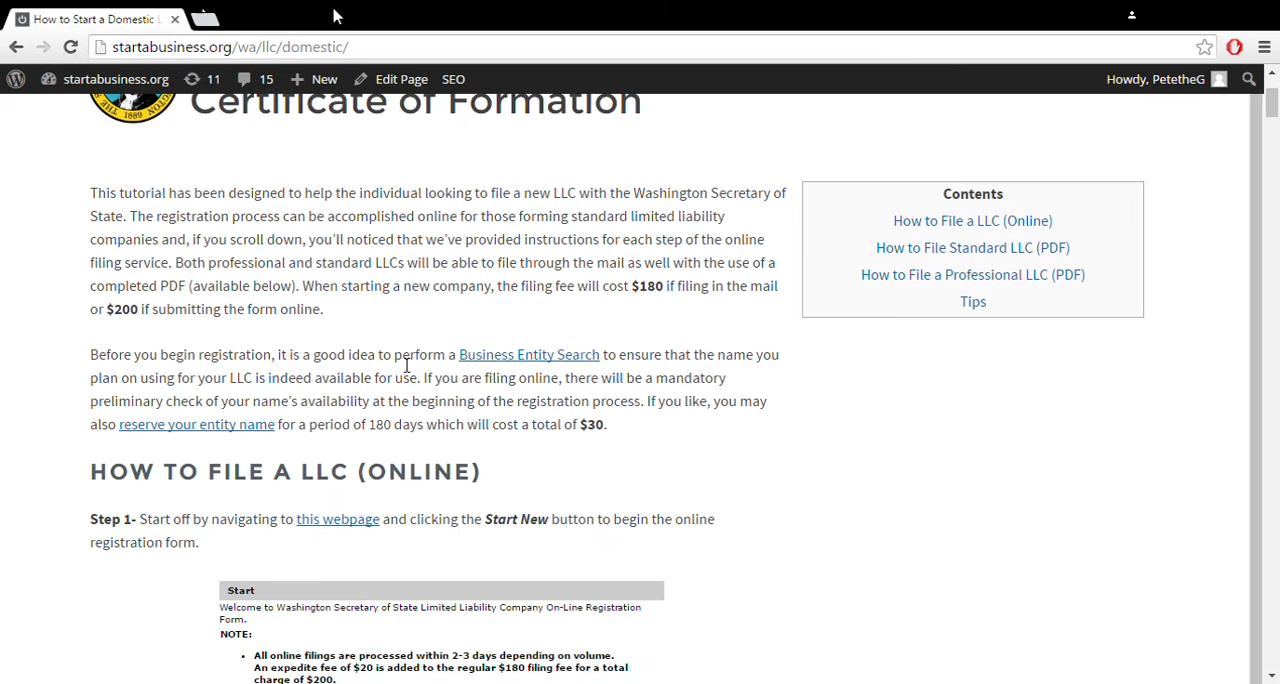 How to Start a Domestic L
startabusiness.org/wa/llc/domestic/
startabusiness.org 11 15 New Edit Page SEO Howdy, PetetheG
1889
Certificate of Formation
This tutorial has been designed to help the individual looking to file a new LLC with the Washington Secretary of
State. The registration process can be accomplished online for those forming standard limited liability
companies and, if you scroll down, you'll noticed that we've provided instructions for each step of the online
filing service. Both professional and standard LLCs will be able to file through the mail as well with the use of a
completed PDF (available below). When starting a new company, the filing fee will cost $180 if filing in the mail
or $200 if submitting the form online.
Before you begin registration, it is a good idea to perform a Business Entity Search to ensure that the name you
plan on using for your LLC is indeed available for use. If you are filing online, there will be a mandatory
preliminary check of your name's availability at the beginning of the registration process. If you like, you may
also reserve your entity name for a period of 180 days which will cost a total of $30.
Contents
How to File a LLC (Online)
How to File Standard LLC (PDF)
How to File a Professional LLC (PDF)
Tips
HOW TO FILE A LLC (ONLINE)
Step 1- Start off by navigating to this webpage and clicking the Start New button to begin the online
registration form.
Start
Welcome to Washington Secretary of State Limited Liability Company On-Line Registration
Form.
NOTE:
• All online filings are processed within 2-3 days depending on volume.
An expedite fee of $20 is added to the regular $180 filing fee for a total
charge of $200.